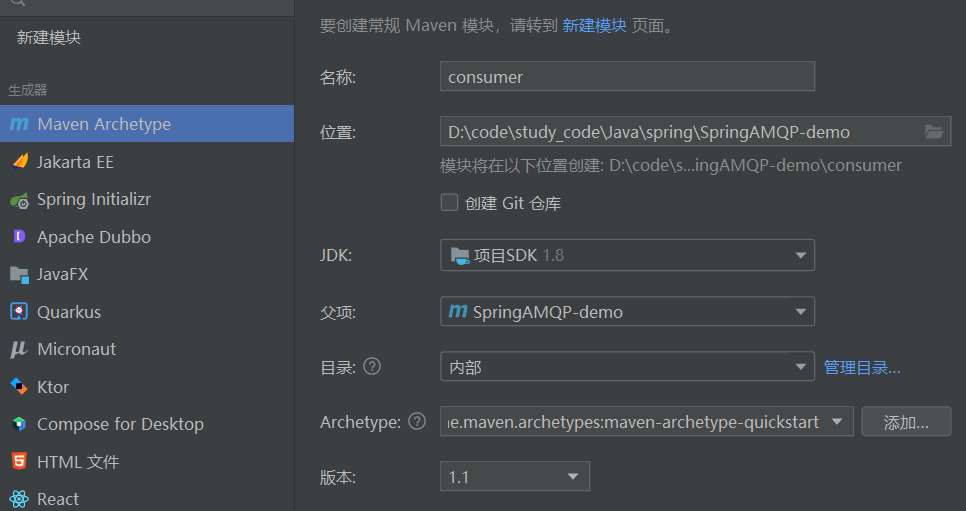 新建模块
生成器
Maven Archetype
Jakarta EE
Spring Initializr
Apache Dubbo
JavaFX
Quarkus
Micronaut
Ktor
Compose for Desktop
HTML 文件
React
要创建常规 Maven 模块，请转到 新建模块 页面。
名称: consumer
位置: D:\code\study_code\Java\spring\SpringAMQP-demo
模块将在以下位置创建: D:\code\s...ingAMQP-demo\consumer
创建 Git 仓库
JDK: 项目SDK 1.8
父项: m SpringAMQP-demo
目录: ? 内部 管理目录...
Archetype: ? e.maven.archetypes:maven-archetype-quickstart 添加...
版本: 1.1